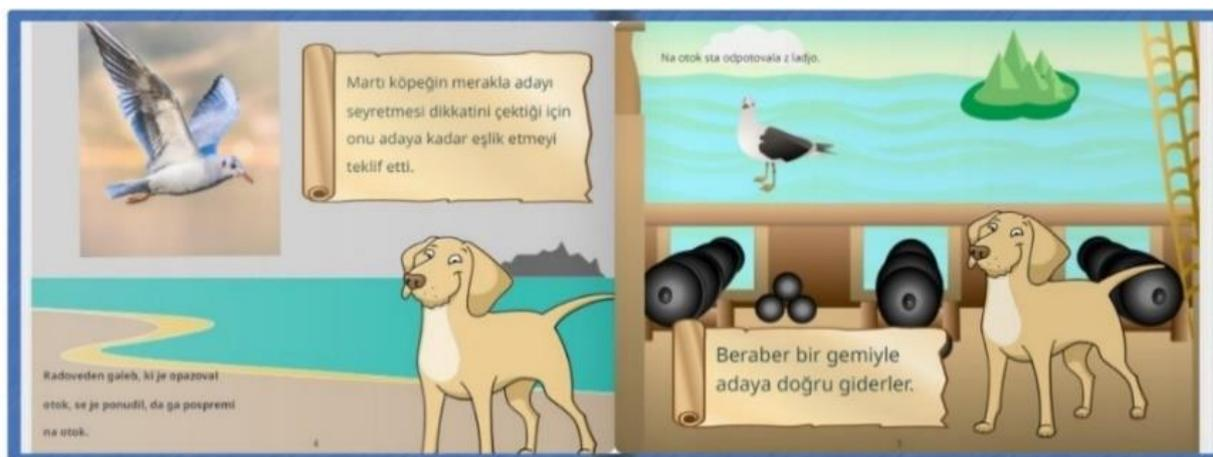 Martı köpeğin merakla adayı
seyretmesi dikkatini çektiği için
onu adaya kadar eşlik etmeyi
teklif etti.
Radoveden galeb, ki je opazoval
otok, se je ponudil, da ga pospremi
na otok.
4
Na otok sta odpotovala z ladjo.
Beraber bir gemiyle
adaya doğru giderler.
5